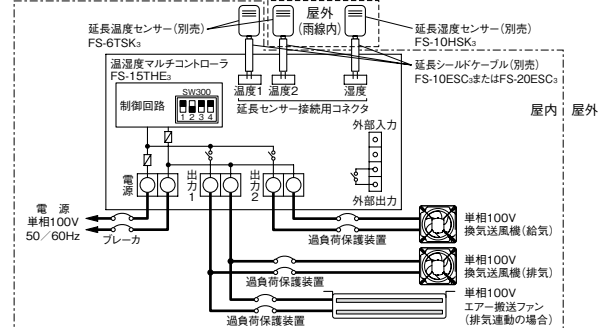 延長温度センサー(別売)
FS-6TSK3
屋外
(雨線内)
延長湿度センサー(別売)
FS-10HSK3
温湿度マルチコントローラ
FS-15THE3
延長シールドケーブル(別売)
FS-10ESC3またはFS-20ESC3
制御回路
SW300
1 2 3 4
温度1 温度2 湿度
延長センサー接続用コネクタ
屋内 屋外
外部入力
電源
出力1
出力2
外部出力
電 源
単相100V
50/60Hz
ブレーカ
過負荷保護装置
単相100V
換気送風機(給気)
過負荷保護装置
単相100V
換気送風機(排気)
過負荷保護装置
単相100V
エアー搬送ファン
(排気連動の場合)